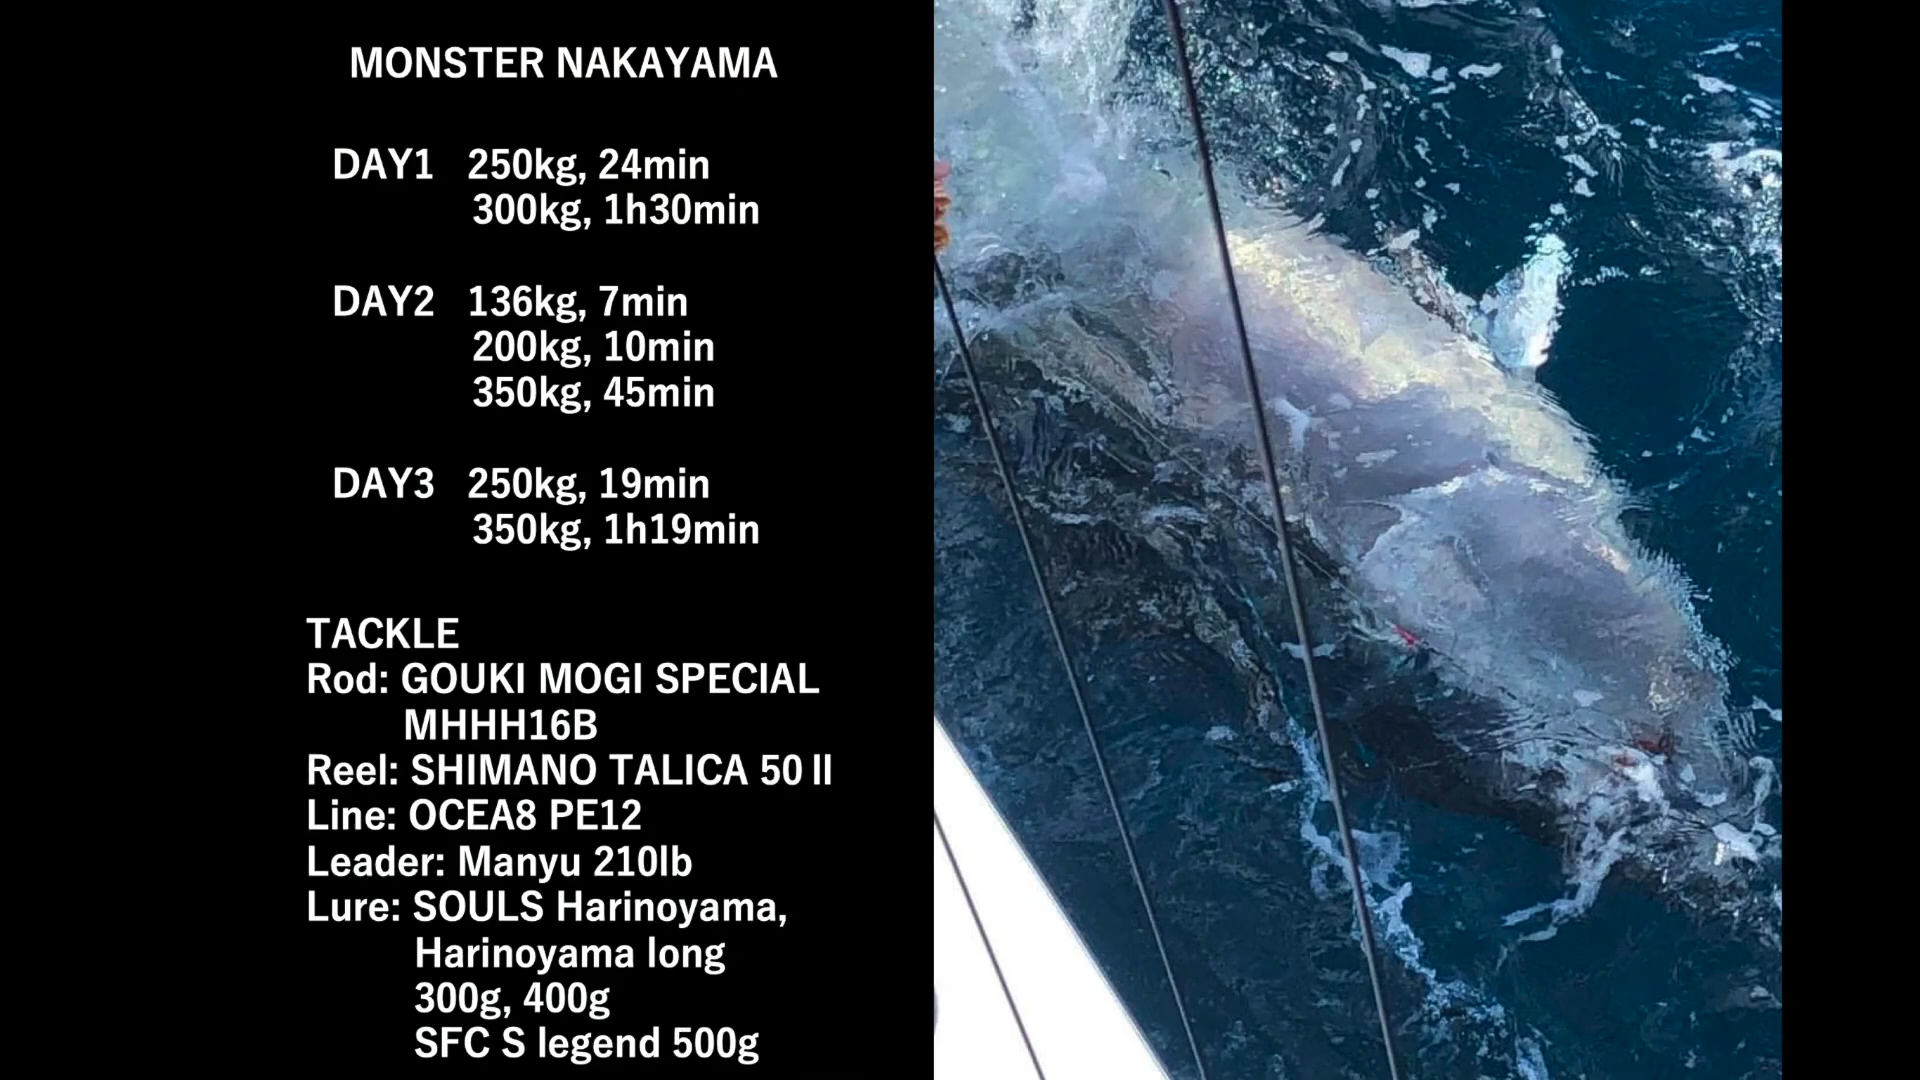 MONSTER NAKAYAMA
DAY1 250kg, 24min
300kg, 1h30min
DAY2 136kg, 7min
200kg, 10min
350kg, 45min
DAY3 250kg, 19min
350kg, 1h19min
TACKLE
Rod: GOUKI MOGI SPECIAL
MHHH16B
Reel: SHIMANO TALICA 50 II
Line: OCEA8 PE12
Leader: Manyu 210lb
Lure: SOULS Harinoyama,
Harinoyama long
300g, 400g
SFC S legend 500g